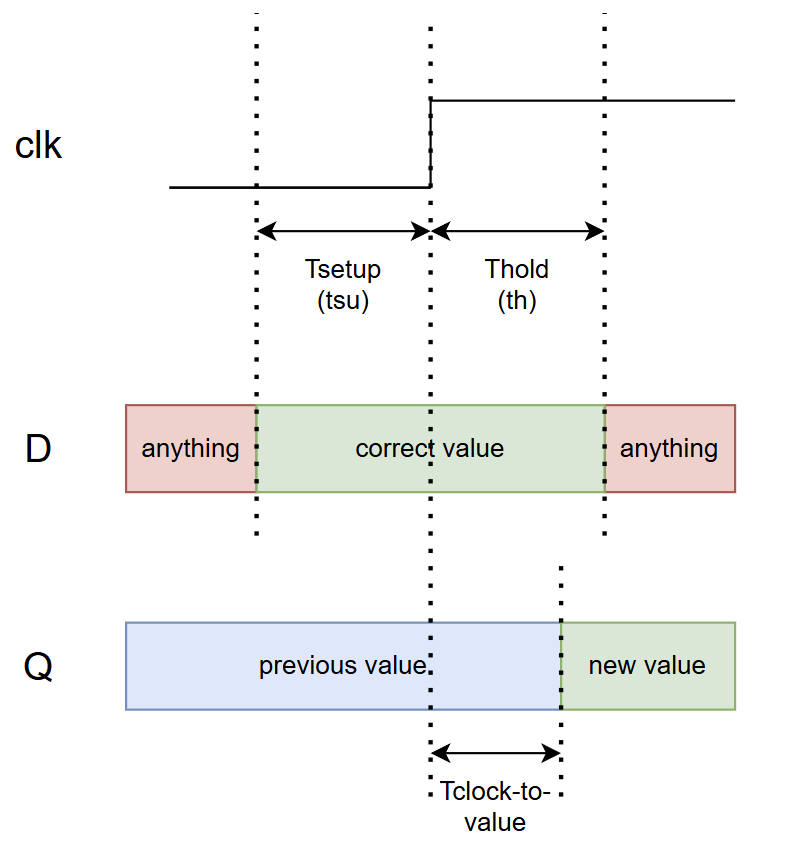 clk
Tsetup
(tsu)
Thold
(th)
D
anything
correct value
anything
Q
previous value
new value
Tclock-to-
value